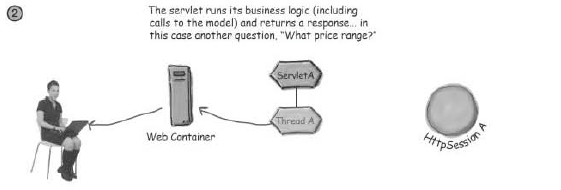 2
The servlet runs its business logic (including
calls to the model) and returns a response... in
this case another question, "What price range?"
ServletA
Thread A
Web Container
HttpSession A